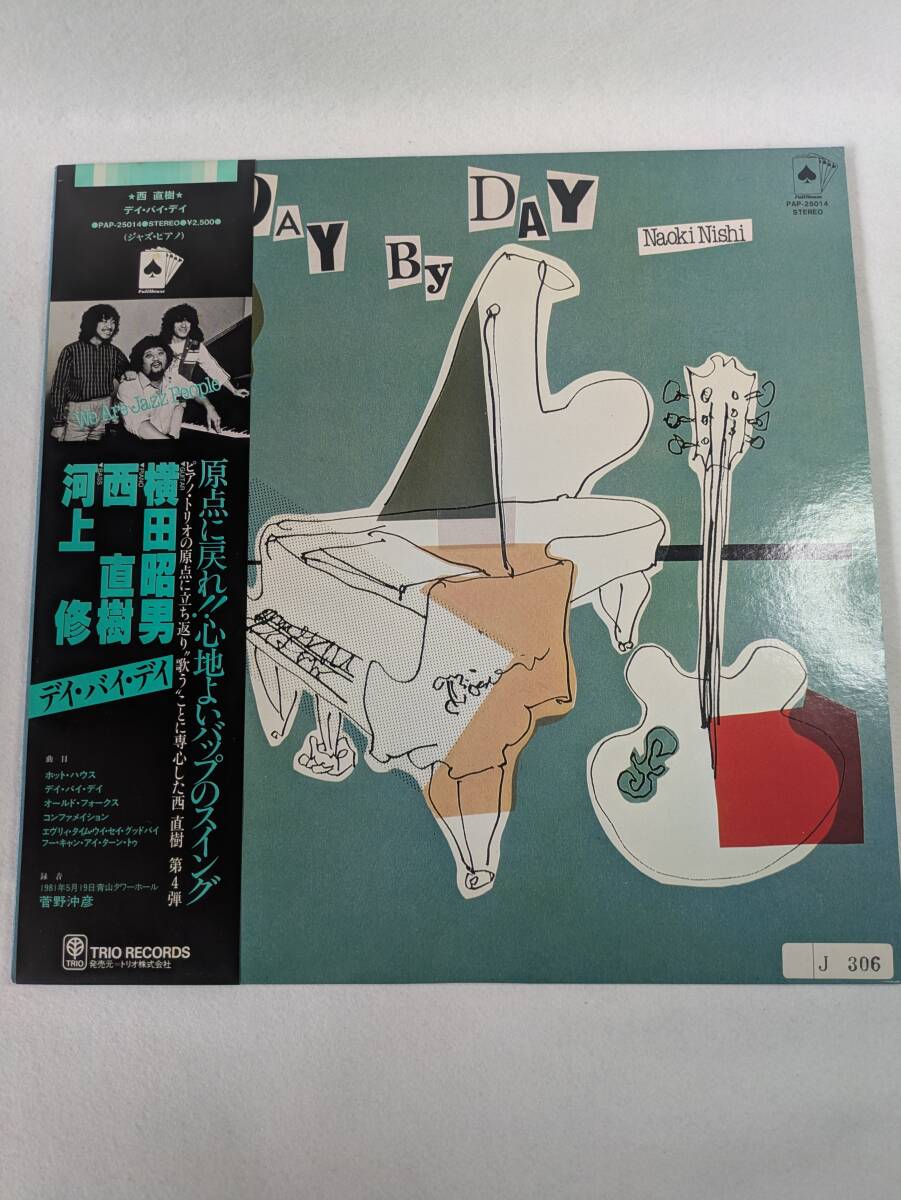 ★西 直樹★
デイ・バイ・デイ
●PAP-25014●STEREO●¥2,500●
(ジャズ・ピアノ)
FullHouse
We Are Jazz People
原点に戻れ!!心地よいバップのスイング
ピアノ・トリオの原点に立ち返り“歌う”ことに専心した西 直樹 第4弾
▼GUITAR
横田昭男
▼PIANO
西 直樹
▼BASS
河上 修
デイ・バイ・デイ
曲目
ホット・ハウス
デイ・バイ・デイ
オールド・フォークス
コンファメイション
エヴリィ・タイム・ウイ・セイ・グッドバイ
フー・キャン・アイ・ターン・トゥ
録音
1981年5月19日青山タワーホール
菅野沖彦
TRIO
TRIO RECORDS
発売元=トリオ株式会社
DAY By DAY
Naoki Nishi
FullHouse
PAP-25014
STEREO
J 306